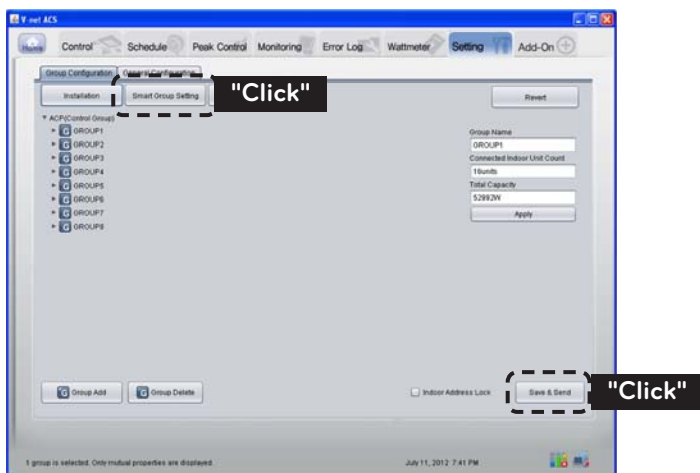 V-net ACS
Home Control Schedule Peak Control Monitoring Error Log Wattmeter Setting Add-On
Group Configuration General Configuration
Installation Smart Group Setting "Click" Revert
ACP(Control Group)
GROUP1
GROUP2
GROUP3
GROUP4
GROUP5
GROUP6
GROUP7
GROUP8
Group Name
GROUP1
Connected Indoor Unit Count
16units
Total Capacity
52892W
Apply
Group Add Group Delete Indoor Address Lock Save & Send "Click"
1 group is selected. Only mutual properties are displayed. July 11, 2012 7:41 PM